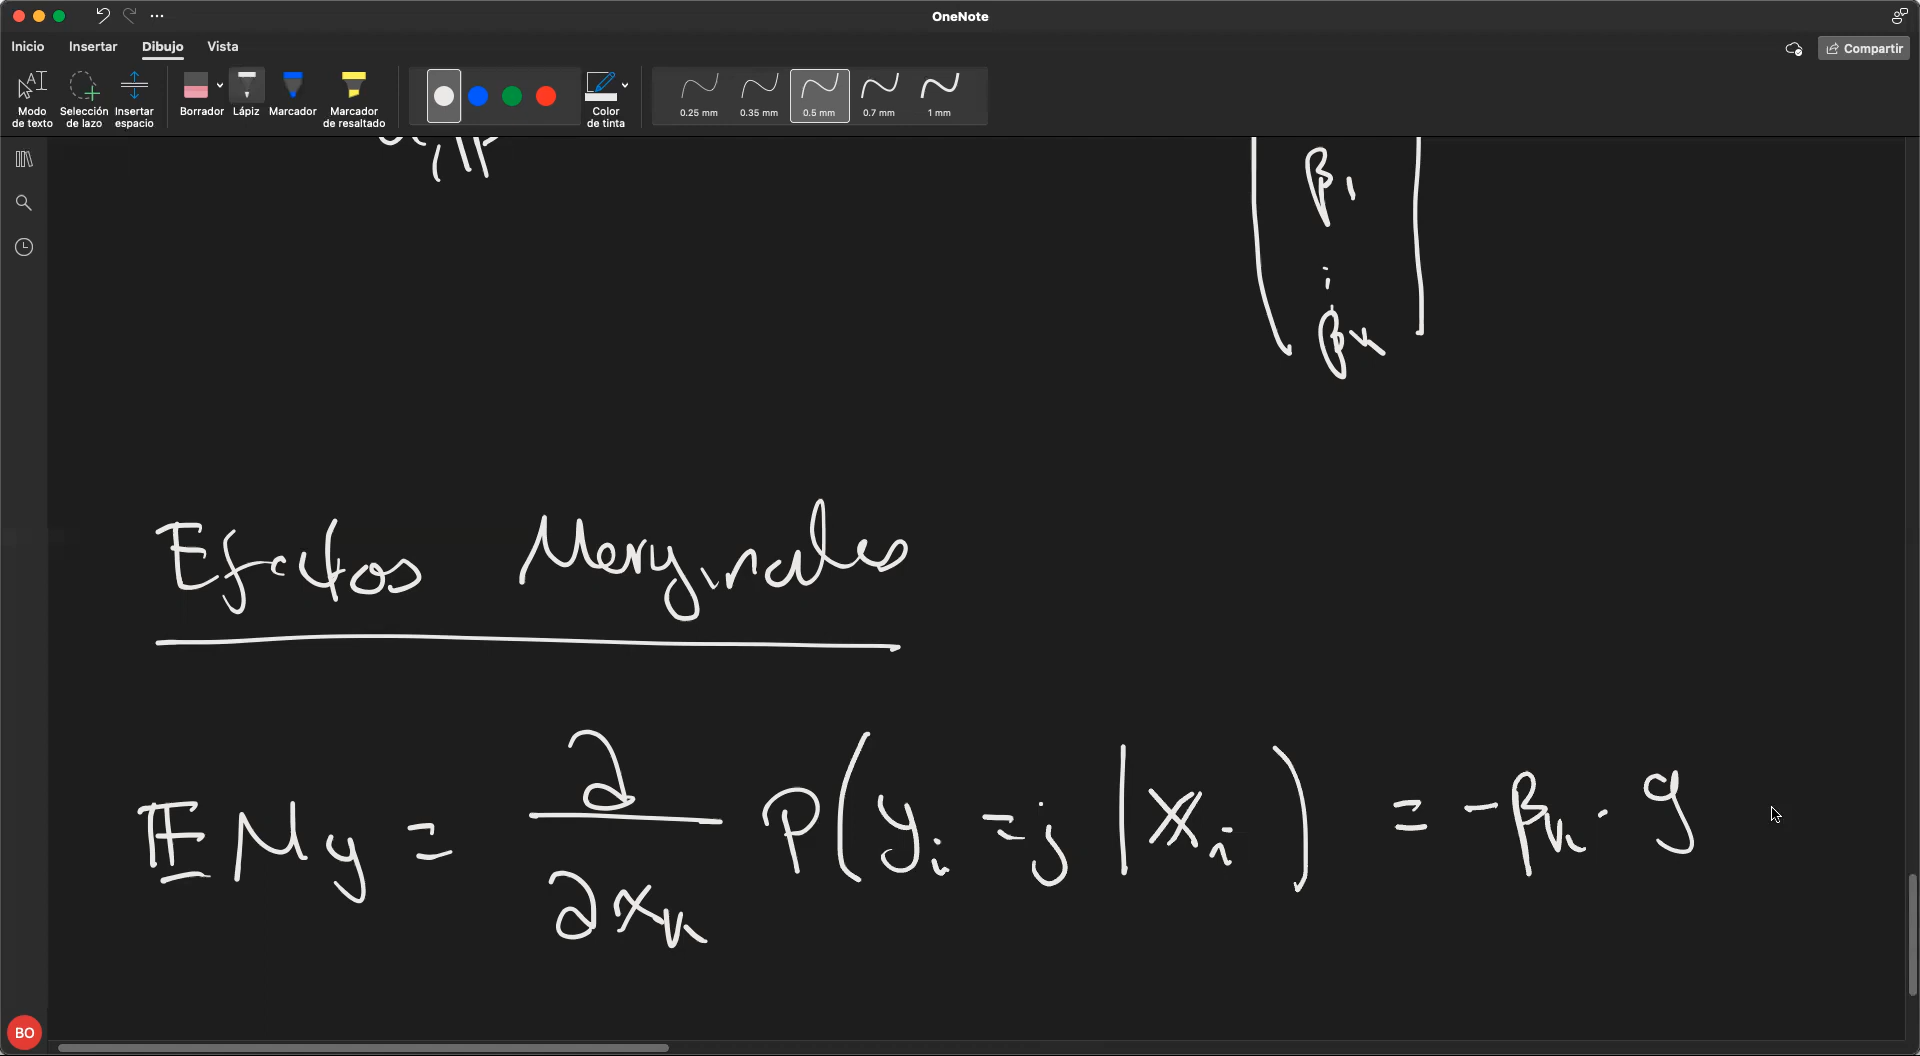 OneNote
Inicio Insertar Dibujo Vista
Compartir
Modo de texto
Selección de lazo
Insertar espacio
Borrador
Lápiz
Marcador
Marcador de resaltado
Color de tinta
0.25 mm 0.35 mm 0.5 mm 0.7 mm 1 mm
β₁
⋮
βₖ
Efectos Marginales
EMy = ∂/∂xₖ P(yᵢ = j | Xᵢ) = -βₖ · g
BO